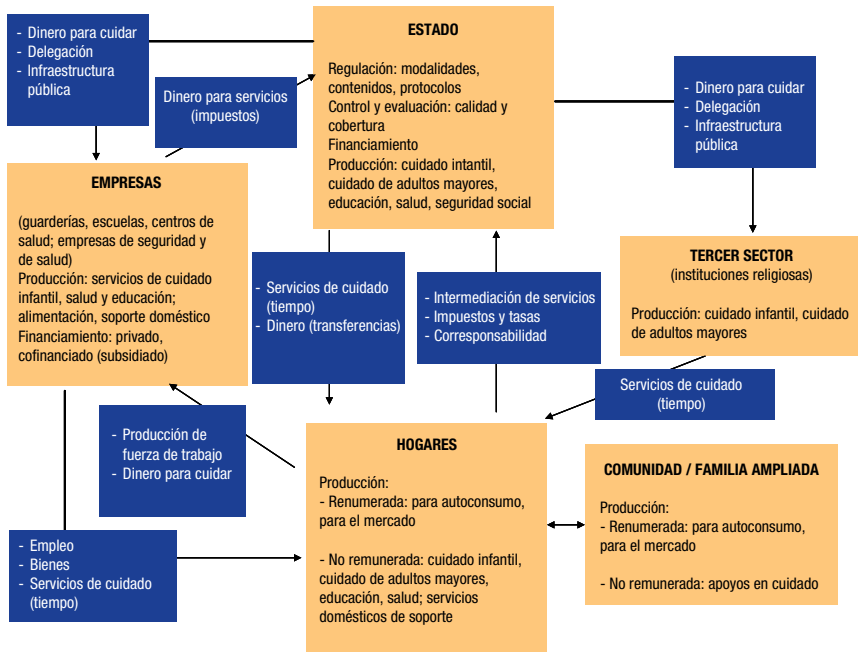 - Dinero para cuidar
- Delegación
- Infraestructura
pública
Dinero para servicios
(impuestos)
ESTADO
Regulación: modalidades,
contenidos, protocolos
Control y evaluación: calidad y
cobertura
Financiamiento
Producción: cuidado infantil,
cuidado de adultos mayores,
educación, salud, seguridad social
- Dinero para cuidar
- Delegación
- Infraestructura
pública
EMPRESAS
(guarderías, escuelas, centros de
salud; empresas de seguridad y
de salud)
Producción: servicios de cuidado
infantil, salud y educación;
alimentación, soporte doméstico
Financiamiento: privado,
cofinanciado (subsidiado)
- Servicios de cuidado
(tiempo)
- Dinero (transferencias)
- Intermediación de servicios
- Impuestos y tasas
- Corresponsabilidad
TERCER SECTOR
(instituciones religiosas)
Producción: cuidado infantil, cuidado
de adultos mayores
Servicios de cuidado
(tiempo)
- Producción de
fuerza de trabajo
- Dinero para cuidar
HOGARES
Producción:
- Renumerada: para autoconsumo,
para el mercado
- No remunerada: cuidado infantil,
cuidado de adultos mayores,
educación, salud; servicios
domésticos de soporte
COMUNIDAD / FAMILIA AMPLIADA
Producción:
- Renumerada: para autoconsumo,
para el mercado
- No remunerada: apoyos en cuidado
- Empleo
- Bienes
- Servicios de cuidado
(tiempo)